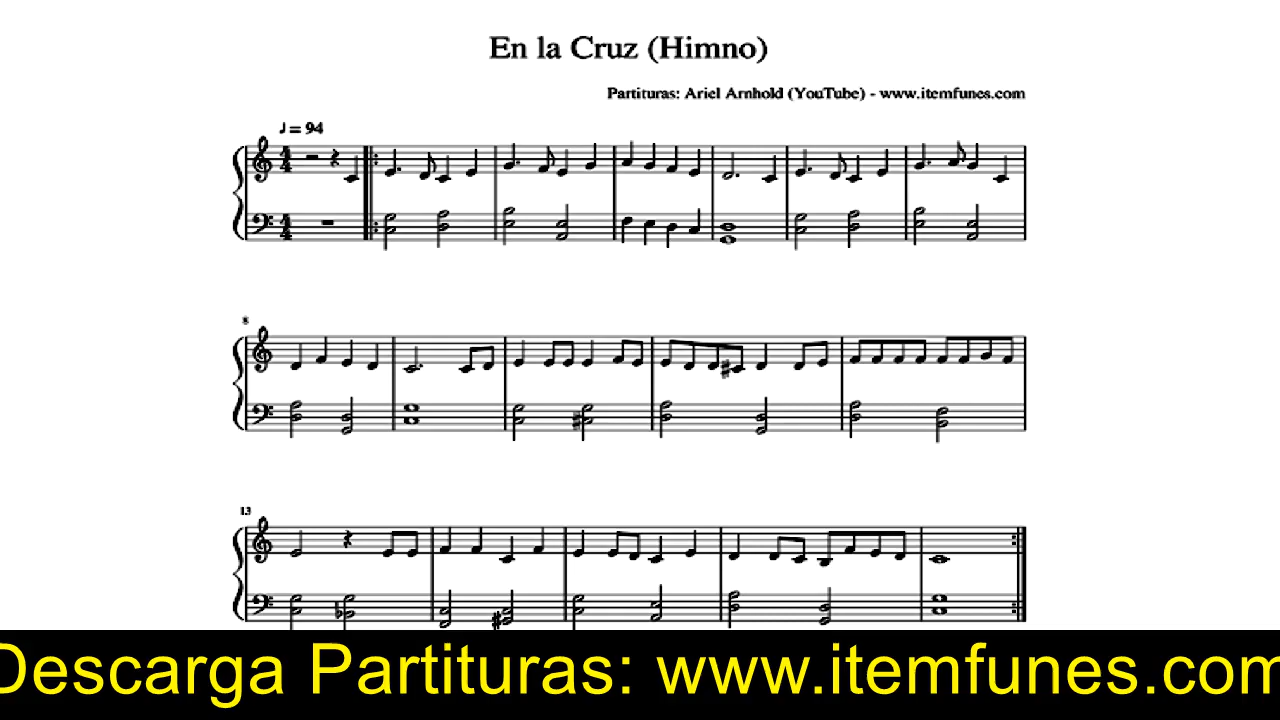 En la Cruz (Himno)
Partituras: Ariel Arnhold (YouTube) - www.itemfunes.com
♩ = 94
8
13
Descarga Partituras: www.itemfunes.com